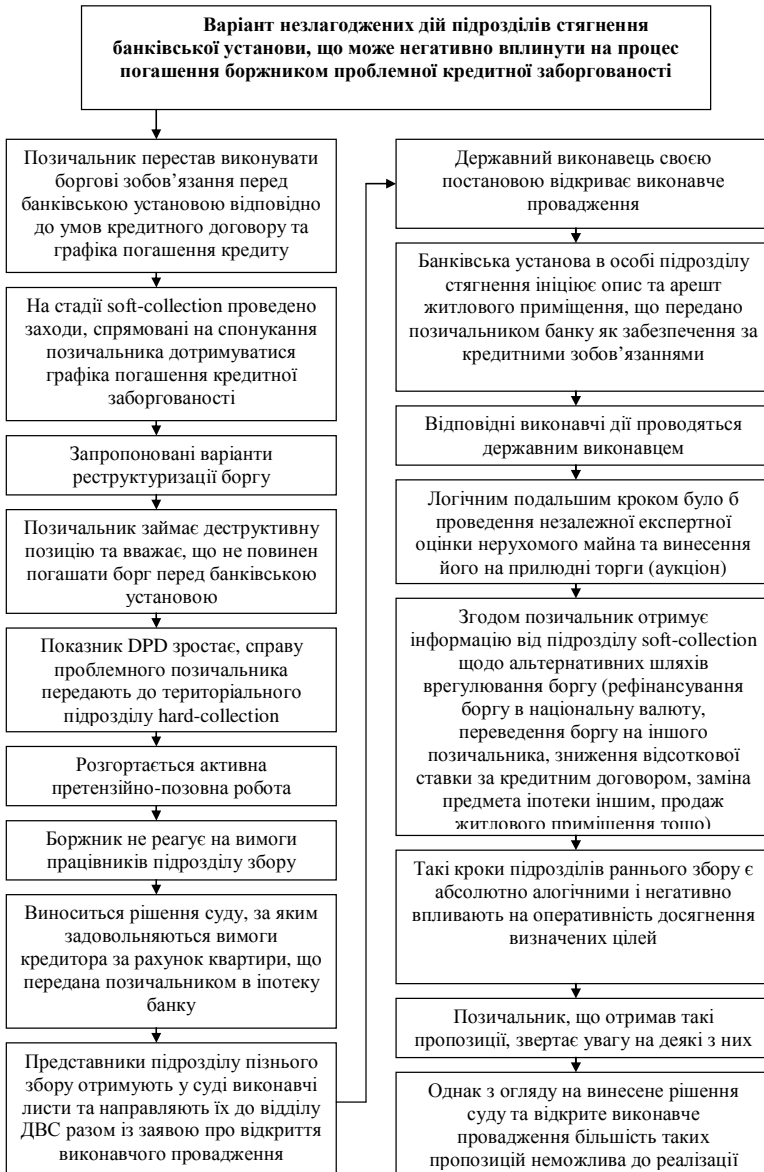 Варіант незлагоджених дій підрозділів стягнення
банківської установи, що може негативно вплинути на процес
погашення боржником проблемної кредитної заборгованості
Позичальник перестав виконувати
боргові зобов’язання перед
банківською установою відповідно
до умов кредитного договору та
графіка погашення кредиту
На стадії soft-collection проведено
заходи, спрямовані на спонукання
позичальника дотримуватися
графіка погашення кредитної
заборгованості
Запропоновані варіанти
реструктуризації боргу
Позичальник займає деструктивну
позицію та вважає, що не повинен
погашати борг перед банківською
установою
Показник DPD зростає, справу
проблемного позичальника
передають до територіального
підрозділу hard-collection
Розгортається активна
претензійно-позовна робота
Боржник не реагує на вимоги
працівників підрозділу збору
Виноситься рішення суду, за яким
задовольняються вимоги
кредитора за рахунок квартири, що
передана позичальником в іпотеку
банку
Представники підрозділу пізнього
збору отримують у суді виконавчі
листи та направляють їх до відділу
ДВС разом із заявою про відкриття
виконавчого провадження
Державний виконавець своєю
постановою відкриває виконавче
провадження
Банківська установа в особі підрозділу
стягнення ініціює опис та арешт
житлового приміщення, що передано
позичальником банку як забезпечення за
кредитними зобов’язаннями
Відповідні виконавчі дії проводяться
державним виконавцем
Логічним подальшим кроком було б
проведення незалежної експертної
оцінки нерухомого майна та винесення
його на прилюдні торги (аукціон)
Згодом позичальник отримує
інформацію від підрозділу soft-collection
щодо альтернативних шляхів
врегулювання боргу (рефінансування
боргу в національну валюту,
переведення боргу на іншого
позичальника, зниження відсоткової
ставки за кредитним договором, заміна
предмета іпотеки іншим, продаж
житлового приміщення тощо)
Такі кроки підрозділів раннього збору є
абсолютно алогічними і негативно
впливають на оперативність досягнення
визначених цілей
Позичальник, що отримав такі
пропозиції, звертає увагу на деякі з них
Однак з огляду на винесене рішення
суду та відкрите виконавче
провадження більшість таких
пропозицій неможлива до реалізації